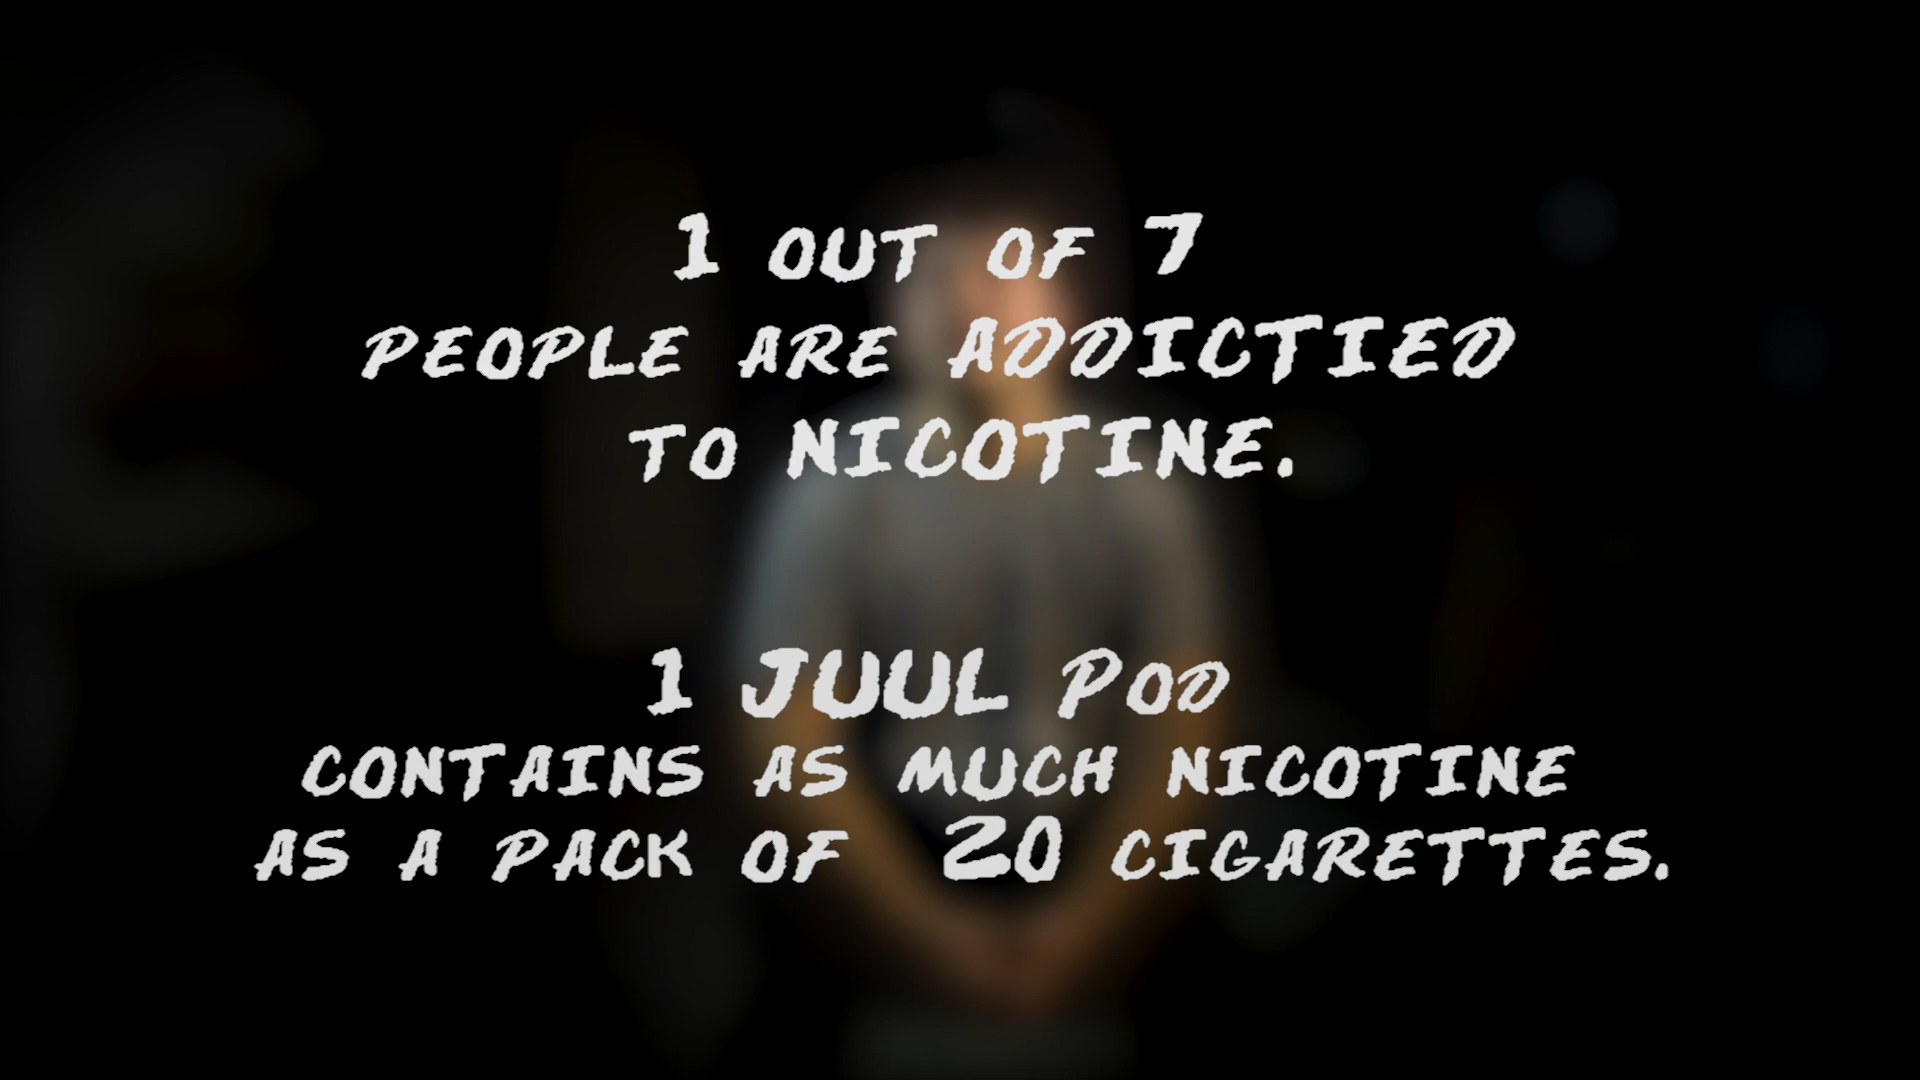 1 OUT OF 7
PEOPLE ARE ADDICTIED
TO NICOTINE.
1 JUUL POD
CONTAINS AS MUCH NICOTINE
AS A PACK OF 20 CIGARETTES.